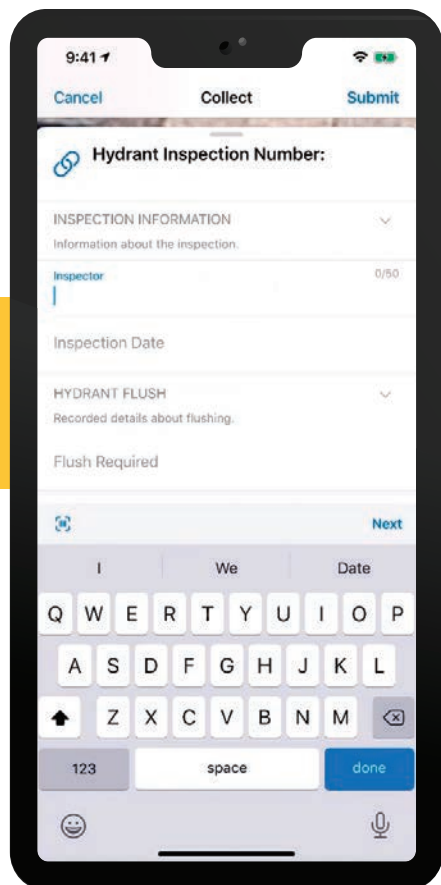 9:41
Cancel Collect Submit
Hydrant Inspection Number:
INSPECTION INFORMATION
Information about the inspection.
Inspector 0/50
Inspection Date
HYDRANT FLUSH
Recorded details about flushing.
Flush Required
Next
I We Date
Q W E R T Y U I O P
A S D F G H J K L
Z X C V B N M
123 space done